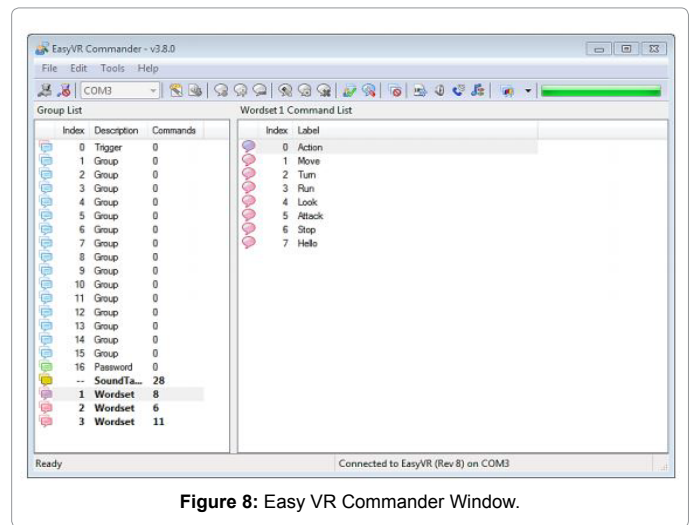 EasyVR Commander - v3.8.0
File Edit Tools Help
COM3
Group List
Index Description Commands
0 Trigger 0
1 Group 0
2 Group 0
3 Group 0
4 Group 0
5 Group 0
6 Group 0
7 Group 0
8 Group 0
9 Group 0
10 Group 0
11 Group 0
12 Group 0
13 Group 0
14 Group 0
15 Group 0
16 Password 0
-- SoundTa... 28
1 Wordset 8
2 Wordset 6
3 Wordset 11
Wordset 1 Command List
Index Label
0 Action
1 Move
2 Turn
3 Run
4 Look
5 Attack
6 Stop
7 Hello
Ready
Connected to EasyVR (Rev 8) on COM3
Figure 8: Easy VR Commander Window.